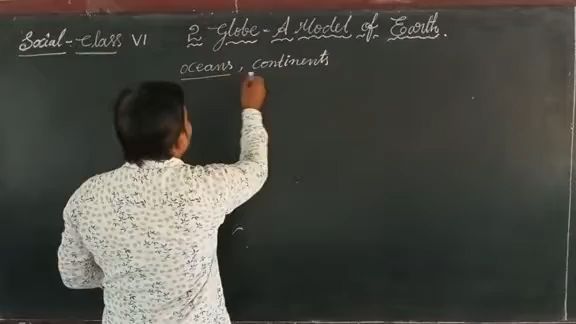 Social - Class VI
2 Globe - A Model of Earth.
oceans, continents